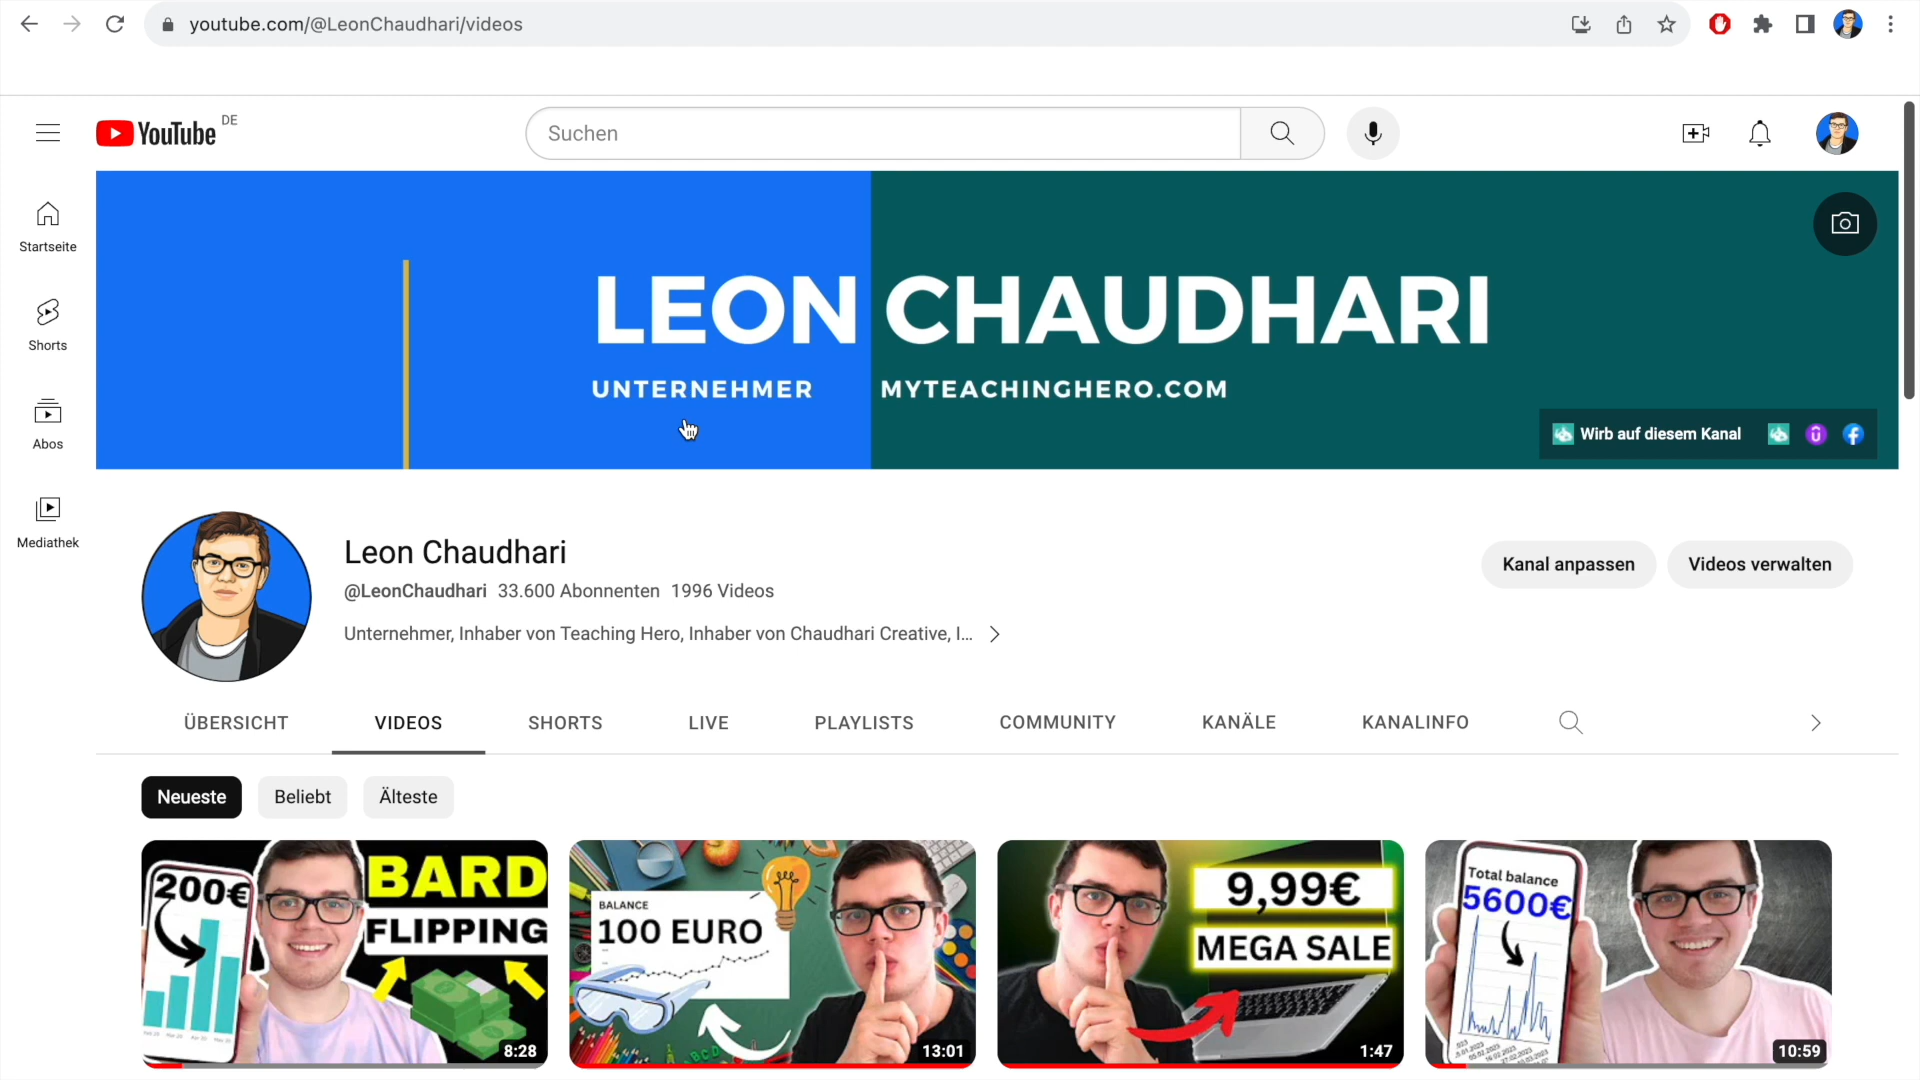 youtube.com/@LeonChaudhari/videos
YouTube DE
Suchen
Startseite
Shorts
Abos
Mediathek
LEON CHAUDHARI
UNTERNEHMER MYTEACHINGHERO.COM
Wirb auf diesem Kanal
Leon Chaudhari
@LeonChaudhari 33.600 Abonnenten 1996 Videos
Unternehmer, Inhaber von Teaching Hero, Inhaber von Chaudhari Creative, I...
Kanal anpassen
Videos verwalten
ÜBERSICHT VIDEOS SHORTS LIVE PLAYLISTS COMMUNITY KANÄLE KANALINFO
Neueste Beliebt Älteste
200€
BARD
FLIPPING
8:28
BALANCE
100 EURO
13:01
9,99€
MEGA SALE
1:47
Total balance
5600€
10:59